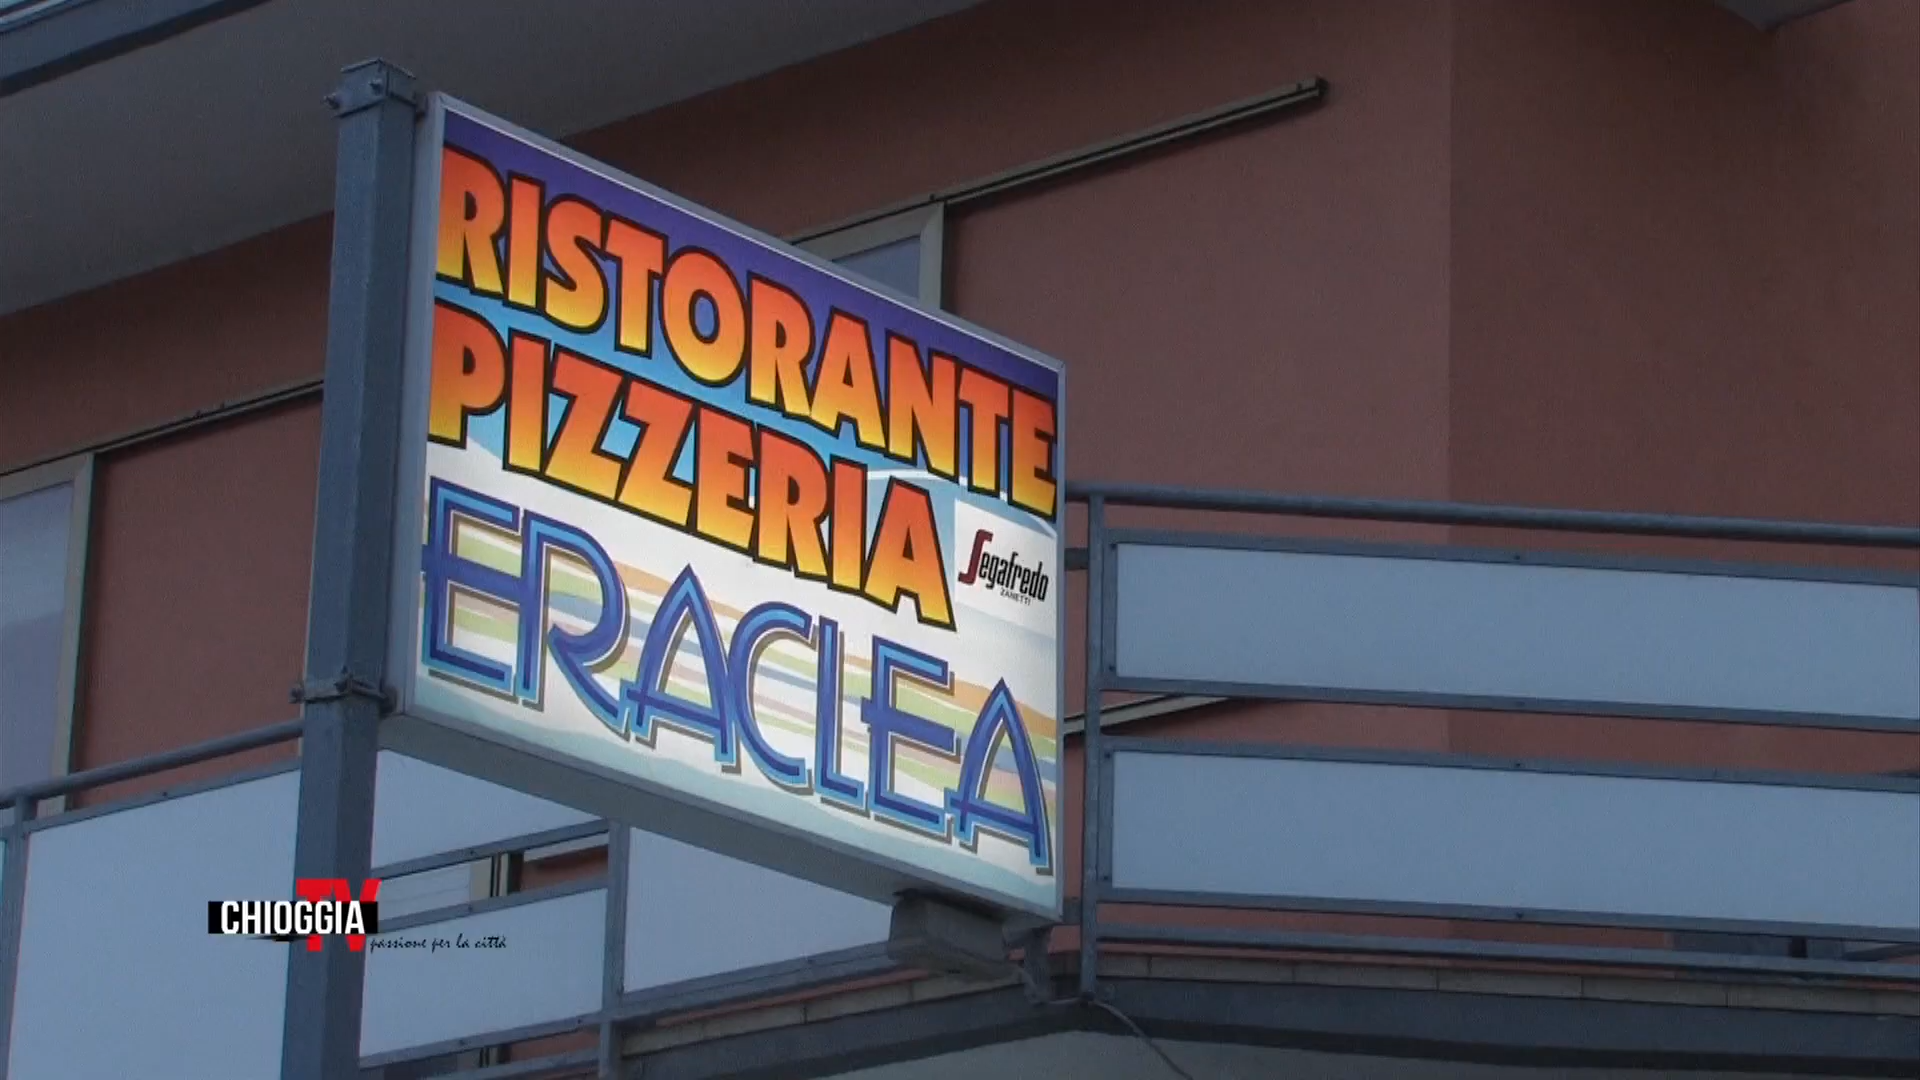 RISTORANTE
PIZZERIA
Segafredo
ZANETTI
ERACLEA
TV
CHIOGGIA
passione per la città